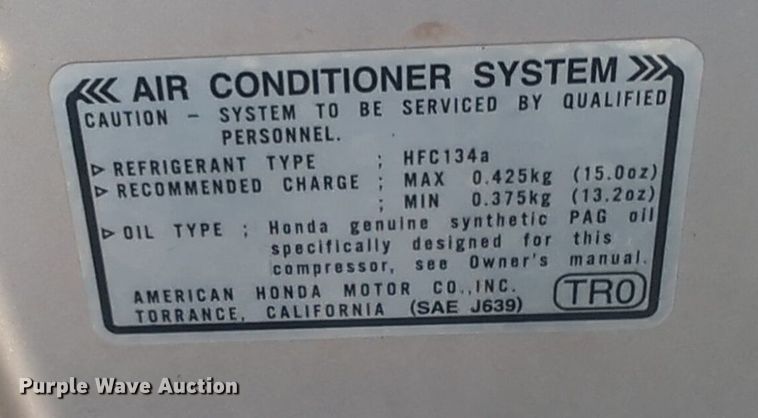 AIR CONDITIONER SYSTEM
CAUTION - SYSTEM TO BE SERVICED BY QUALIFIED
PERSONNEL.
▷ REFRIGERANT TYPE ; HFC134a
▷ RECOMMENDED CHARGE ; MAX 0.425kg (15.0oz)
; MIN 0.375kg (13.2oz)
▷ OIL TYPE ; Honda genuine synthetic PAG oil
specifically designed for this
compressor, see Owner's manual.
AMERICAN HONDA MOTOR CO.,INC.
TORRANCE, CALIFORNIA (SAE J639) TR0
Purple Wave Auction